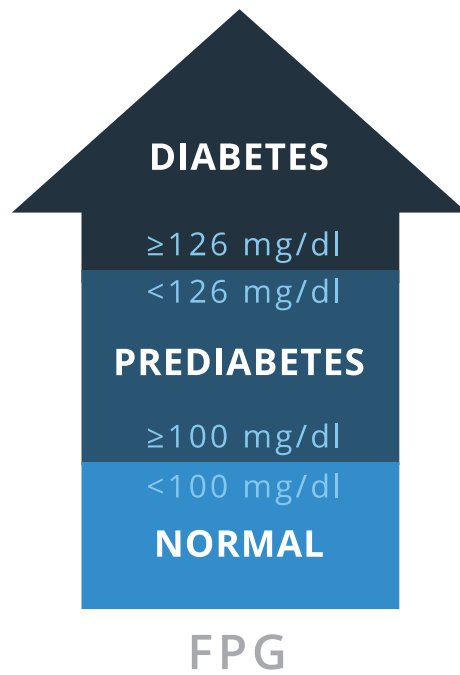 DIABETES
≥126 mg/dl
<126 mg/dl
PREDIABETES
≥100 mg/dl
<100 mg/dl
NORMAL
FPG